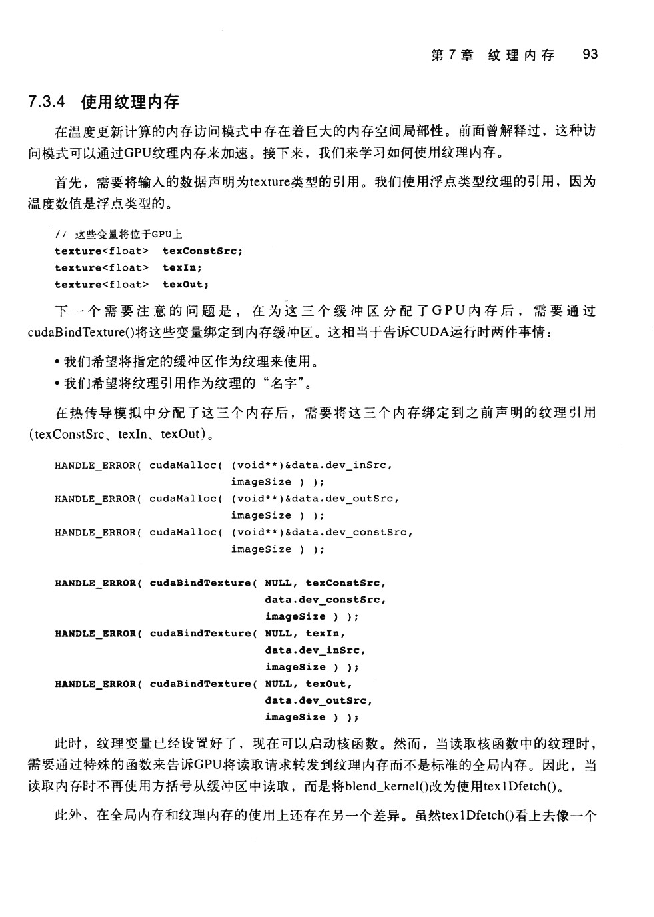 第7章 纹理内存 93
7.3.4 使用纹理内存
在温度更新计算的内存访问模式中存在着巨大的内存空间局部性。前面曾解释过，这种访
问模式可以通过GPU纹理内存来加速。接下来，我们来学习如何使用纹理内存。
首先，需要将输入的数据声明为texture类型的引用。我们使用浮点类型纹理的引用，因为
温度数值是浮点类型的。
// 这些变量将位于GPU上
texture<float> texConstSrc;
texture<float> texIn;
texture<float> texOut;
下一个需要注意的问题是，在为这三个缓冲区分配了GPU内存后，需要通过
cudaBindTexture()将这些变量绑定到内存缓冲区。这相当于告诉CUDA运行时两件事情：
• 我们希望将指定的缓冲区作为纹理来使用。
• 我们希望将纹理引用作为纹理的“名字”。
在热传导模拟中分配了这三个内存后，需要将这三个内存绑定到之前声明的纹理引用
(texConstSrc、texIn、texOut)。
HANDLE_ERROR( cudaMalloc( (void**)&data.dev_inSrc,
imageSize ) );
HANDLE_ERROR( cudaMalloc( (void**)&data.dev_outSrc,
imageSize ) );
HANDLE_ERROR( cudaMalloc( (void**)&data.dev_constSrc,
imageSize ) );
HANDLE_ERROR( cudaBindTexture( NULL, texConstSrc,
data.dev_constSrc,
imageSize ) );
HANDLE_ERROR( cudaBindTexture( NULL, texIn,
data.dev_inSrc,
imageSize ) );
HANDLE_ERROR( cudaBindTexture( NULL, texOut,
data.dev_outSrc,
imageSize ) );
此时，纹理变量已经设置好了，现在可以启动核函数。然而，当读取核函数中的纹理时，
需要通过特殊的函数来告诉GPU将读取请求转发到纹理内存而不是标准的全局内存。因此，当
读取内存时不再使用方括号从缓冲区中读取，而是将blend_kernel()改为使用tex1Dfetch()。
此外，在全局内存和纹理内存的使用上还存在另一个差异。虽然tex1Dfetch()看上去像一个